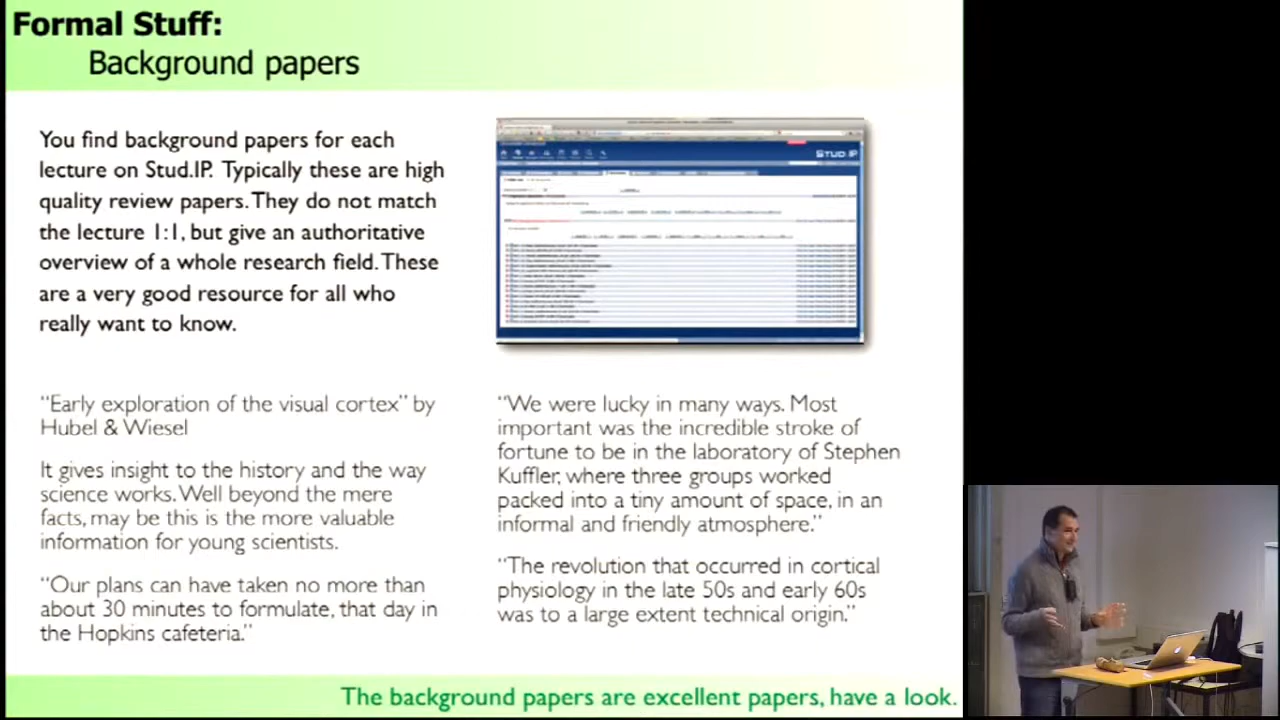 Formal Stuff:
Background papers
You find background papers for each
lecture on Stud.IP. Typically these are high
quality review papers. They do not match
the lecture 1:1, but give an authoritative
overview of a whole research field. These
are a very good resource for all who
really want to know.
STUD.IP
“Early exploration of the visual cortex” by
Hubel & Wiesel
It gives insight to the history and the way
science works. Well beyond the mere
facts, may be this is the more valuable
information for young scientists.
“Our plans can have taken no more than
about 30 minutes to formulate, that day in
the Hopkins cafeteria.”
“We were lucky in many ways. Most
important was the incredible stroke of
fortune to be in the laboratory of Stephen
Kuffler, where three groups worked
packed into a tiny amount of space, in an
informal and friendly atmosphere.”
“The revolution that occurred in cortical
physiology in the late 50s and early 60s
was to a large extent technical origin.”
The background papers are excellent papers, have a look.